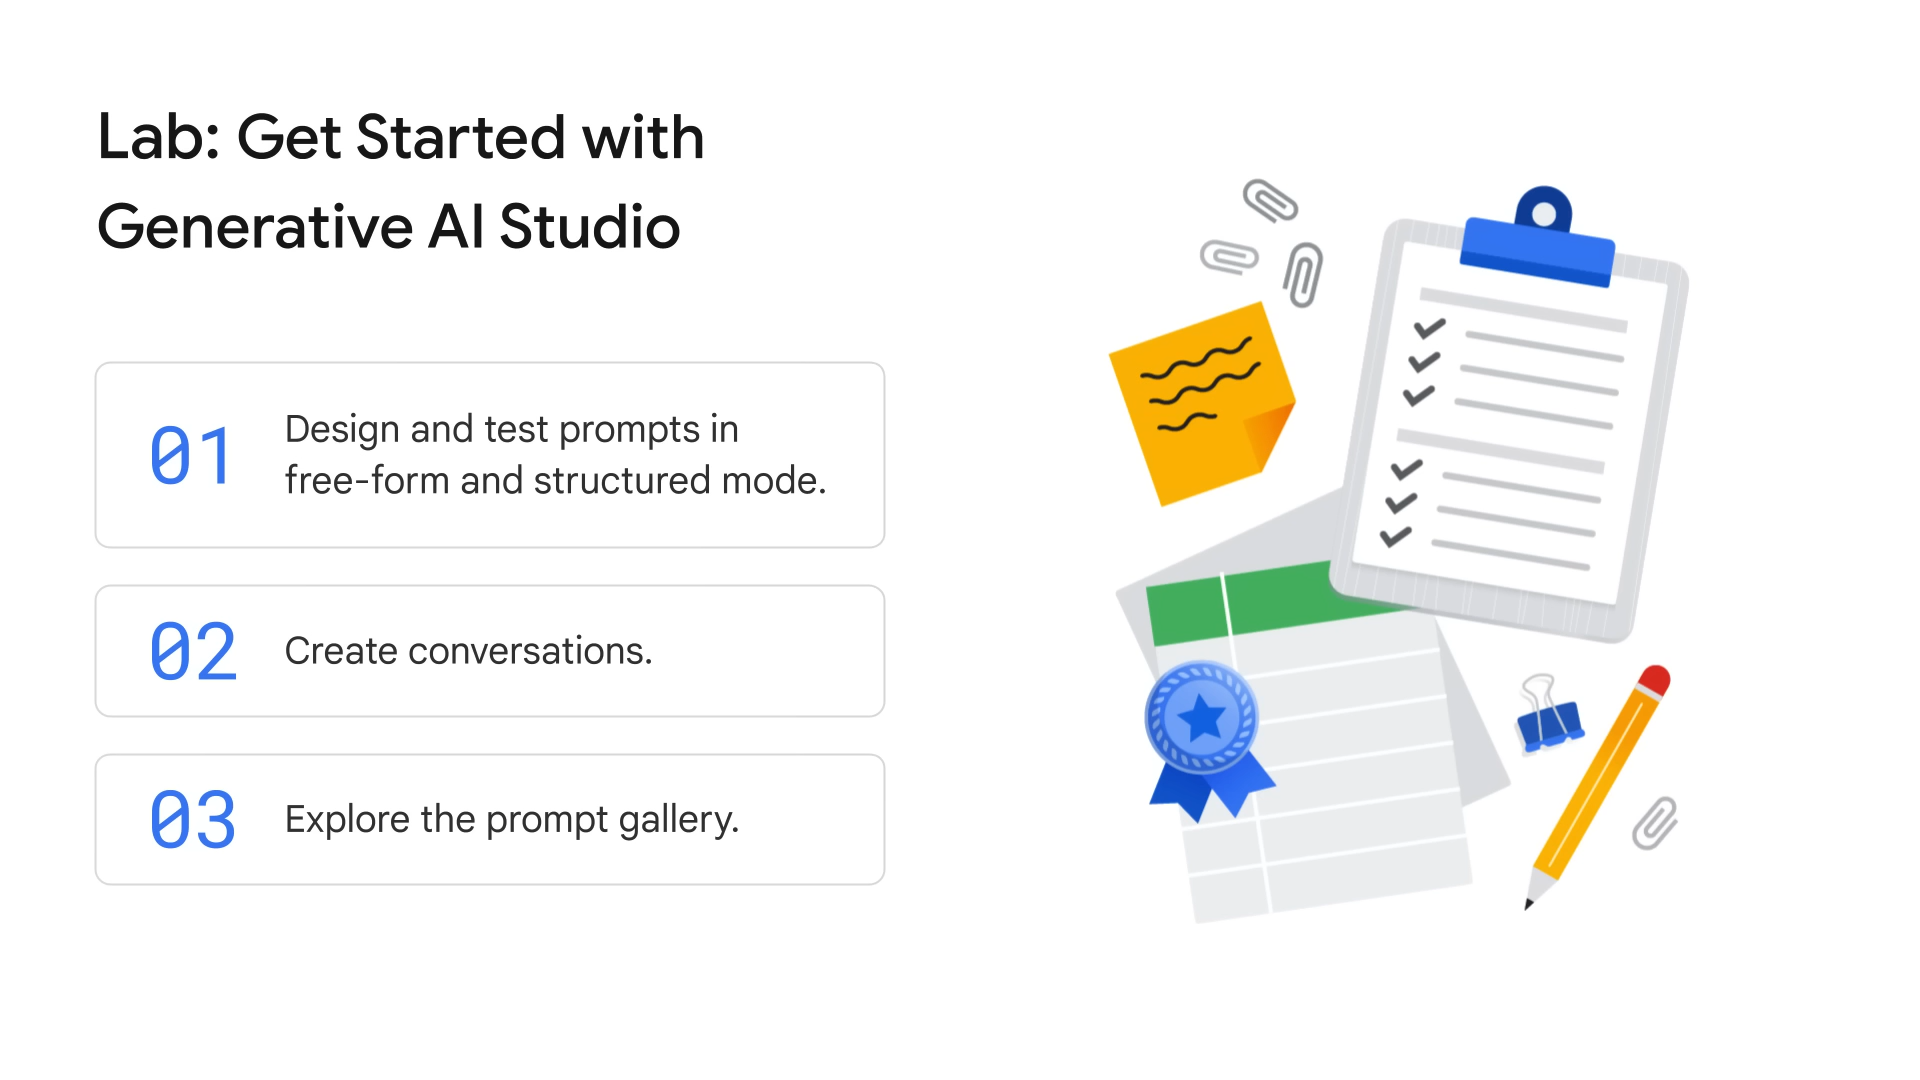 Lab: Get Started with
Generative AI Studio
01
Design and test prompts in
free-form and structured mode.
02
Create conversations.
03
Explore the prompt gallery.